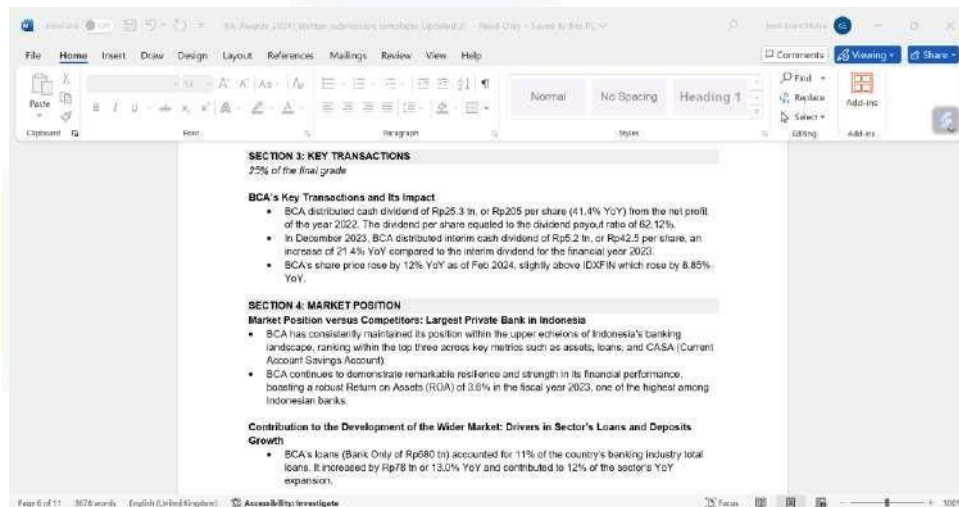 File Home Insert Draw Design Layout References Mailings Review View Help Comments Viewing Share
Paste
Normal No Spacing Heading 1
Find
Replace
Select
Add-ins
Clipboard Font Paragraph Styles Editing Add-ins
SECTION 3: KEY TRANSACTIONS
25% of the final grade
BCA's Key Transactions and Its Impact
• BCA distributed cash dividend of Rp25.3 tn, or Rp205 per share (41.4% YoY) from the net profit
of the year 2022. The dividend per share equaled to the dividend payout ratio of 62.12%.
• In December 2023, BCA distributed interim cash dividend of Rp5.2 tn, or Rp42.5 per share, an
increase of 21.4% YoY compared to the interim dividend for the financial year 2023.
• BCA's share price rose by 12% YoY as of Feb 2024, slightly above IDXFIN which rose by 8.85%
YoY.
SECTION 4: MARKET POSITION
Market Position versus Competitors: Largest Private Bank in Indonesia
• BCA has consistently maintained its position within the upper echelons of Indonesia's banking
landscape, ranking within the top three across key metrics such as assets, loans, and CASA (Current
Account Savings Account).
• BCA continues to demonstrate remarkable resilience and strength in its financial performance,
boasting a robust Return on Assets (ROA) of 3.6% in the fiscal year 2023, one of the highest among
Indonesian banks.
Contribution to the Development of the Wider Market: Drivers in Sector's Loans and Deposits
Growth
• BCA's loans (Bank Only of Rp680 tn) accounted for 11% of the country's banking industry total
loans. It increased by Rp78 tn or 13.0% YoY and contributed to 12% of the sector's YoY
expansion.
Page 6 of 11 3676 words English (United Kingdom) Accessibility: Investigate Focus 100%